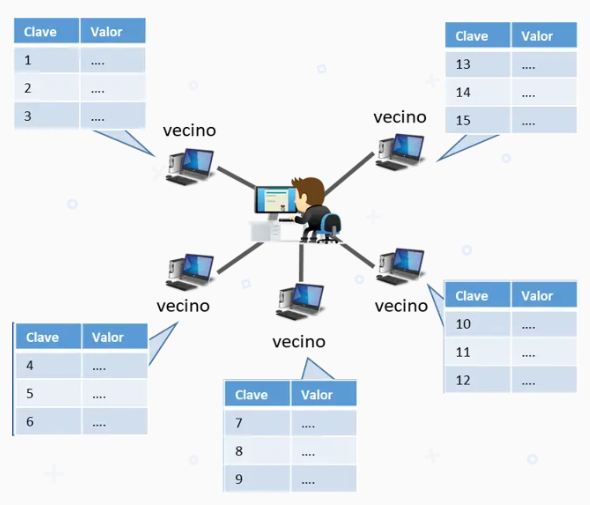 Clave Valor
1 ....
2 ....
3 ....
vecino
Clave Valor
13 ....
14 ....
15 ....
vecino
vecino
Clave Valor
4 ....
5 ....
6 ....
vecino
Clave Valor
7 ....
8 ....
9 ....
vecino
Clave Valor
10 ....
11 ....
12 ....